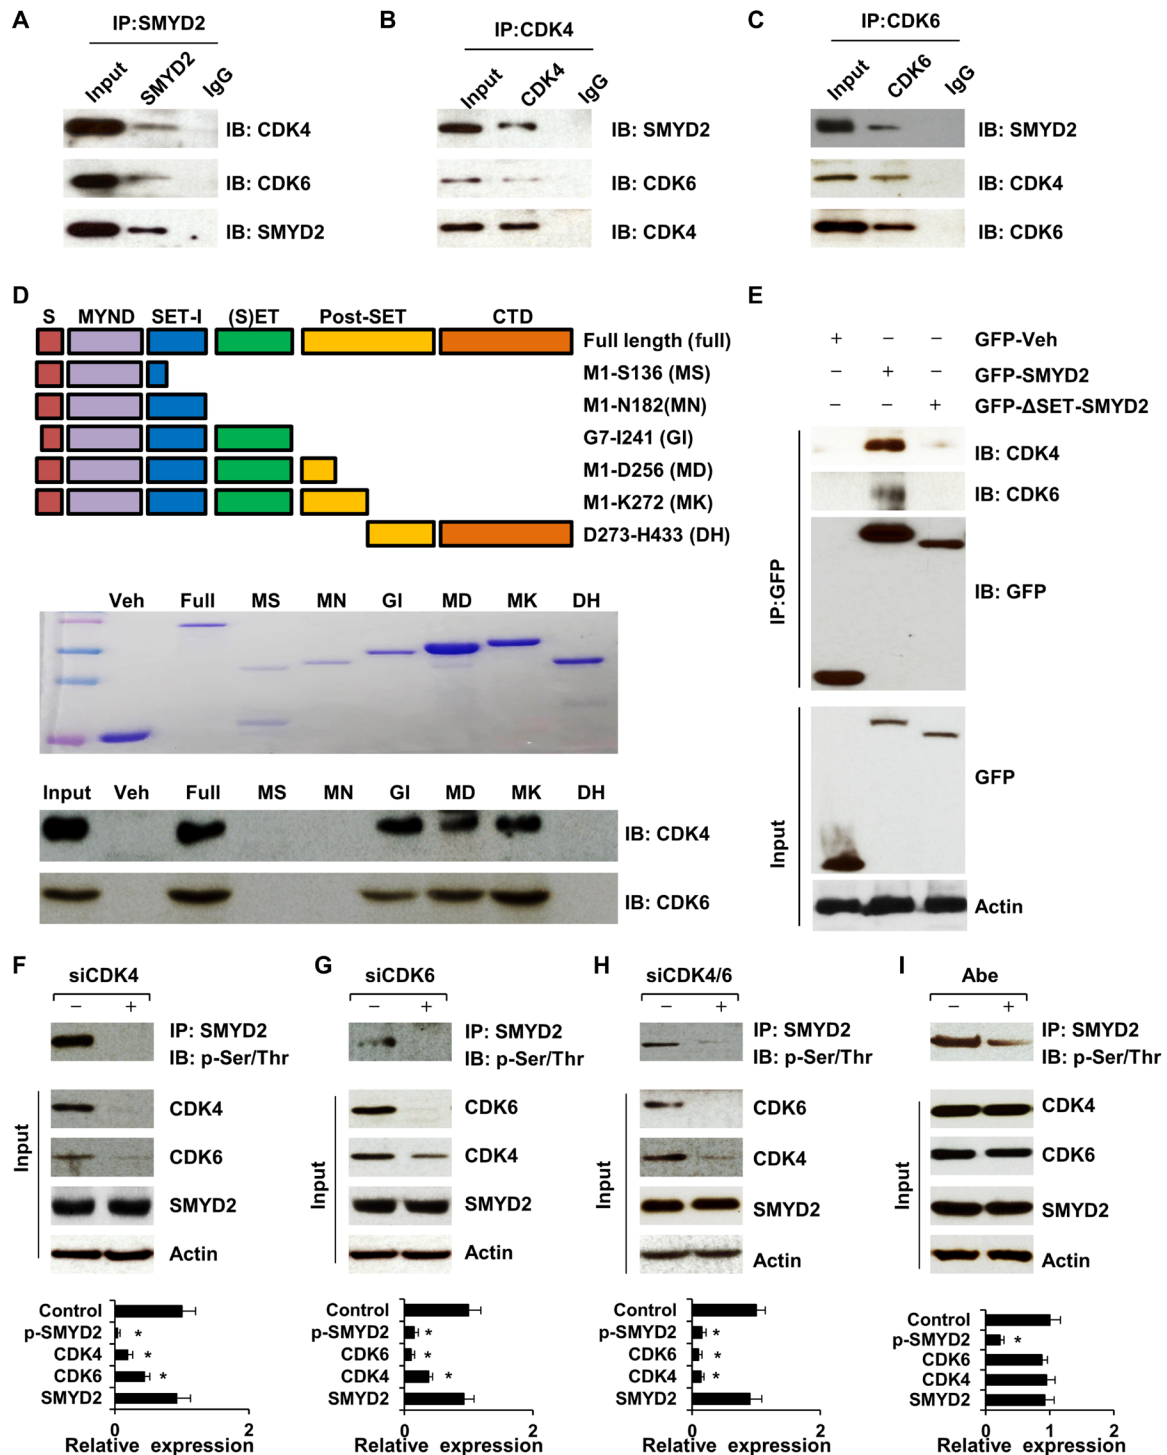 A
IP:SMYD2
Input SMYD2 IgG
IB: CDK4
IB: CDK6
IB: SMYD2
B
IP:CDK4
Input CDK4 IgG
IB: SMYD2
IB: CDK6
IB: CDK4
C
IP:CDK6
Input CDK6 IgG
IB: SMYD2
IB: CDK4
IB: CDK6
D
S MYND SET-I (S)ET Post-SET CTD
Full length (full)
M1-S136 (MS)
M1-N182(MN)
G7-I241 (GI)
M1-D256 (MD)
M1-K272 (MK)
D273-H433 (DH)
Veh Full MS MN GI MD MK DH
Input Veh Full MS MN GI MD MK DH
IB: CDK4
IB: CDK6
E
+ − − GFP-Veh
− + − GFP-SMYD2
− − + GFP-ΔSET-SMYD2
IP:GFP
IB: CDK4
IB: CDK6
IB: GFP
Input
GFP
Actin
F
siCDK4
− +
IP: SMYD2
IB: p-Ser/Thr
Input
CDK4
CDK6
SMYD2
Actin
Control
p-SMYD2 *
CDK4 *
CDK6 *
SMYD2
0 2
Relative expression
G
siCDK6
− +
IP: SMYD2
IB: p-Ser/Thr
Input
CDK6
CDK4
SMYD2
Actin
Control
p-SMYD2 *
CDK6 *
CDK4 *
SMYD2
0 2
Relative expression
H
siCDK4/6
− +
IP: SMYD2
IB: p-Ser/Thr
Input
CDK6
CDK4
SMYD2
Actin
Control
p-SMYD2 *
CDK6 *
CDK4 *
SMYD2
0 2
Relative expression
I
Abe
− +
IP: SMYD2
IB: p-Ser/Thr
Input
CDK4
CDK6
SMYD2
Actin
Control
p-SMYD2 *
CDK6
CDK4
SMYD2
0 1 2
Relative expression